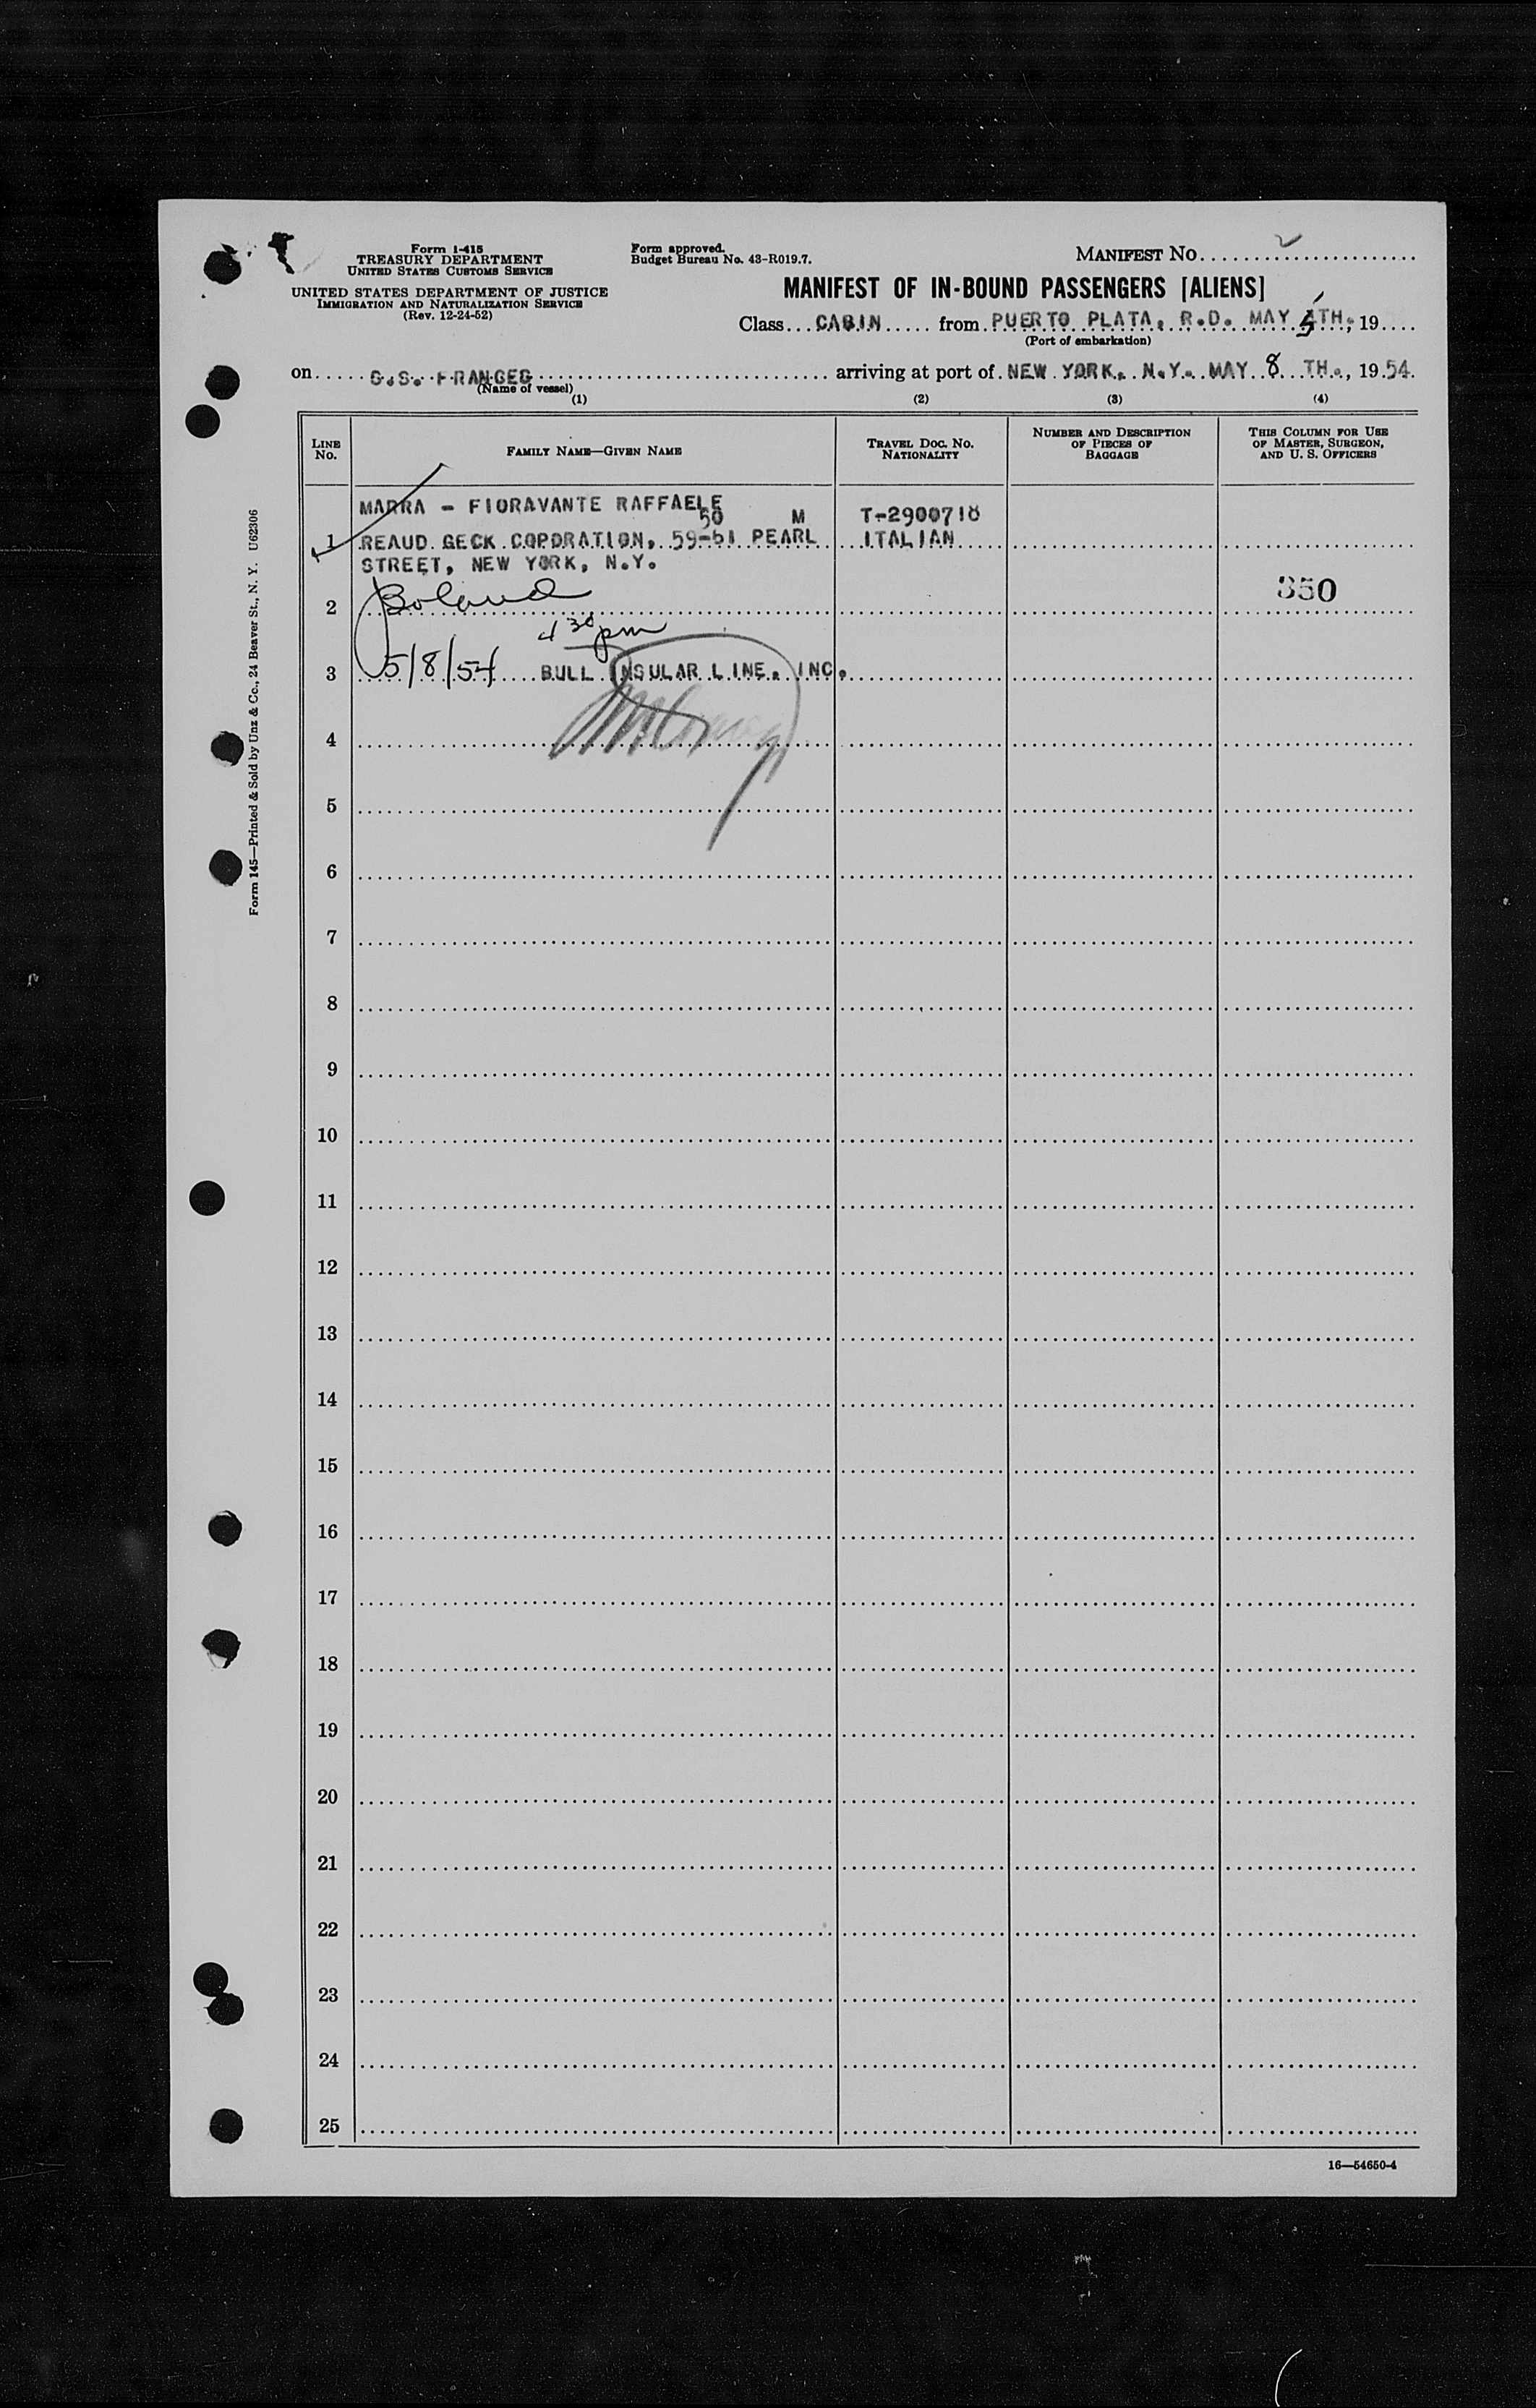 Form I-415
TREASURY DEPARTMENT
UNITED STATES CUSTOMS SERVICE
UNITED STATES DEPARTMENT OF JUSTICE
IMMIGRATION AND NATURALIZATION SERVICE
(Rev. 12-24-52)
Form approved.
Budget Bureau No. 43-R019.7.
MANIFEST NO. 2
MANIFEST OF IN-BOUND PASSENGERS [ALIENS]
Class CABIN from PUERTO PLATA, R.D. MAY TH., 19
(Port of embarkation)
on S.S. FRANCES arriving at port of NEW YORK, N.Y. MAY 8 TH., 1954.
(Name of vessel)
(1) (2) (3) (4)
LINE NO. FAMILY NAME—GIVEN NAME TRAVEL DOC. NO. NATIONALITY NUMBER AND DESCRIPTION OF PIECES OF BAGGAGE THIS COLUMN FOR USE OF MASTER, SURGEON, AND U. S. OFFICERS
MARRA - FIORAVANTE RAFFAELE
50 M T-2900718
1 REAUD GECK COPORATION, 59-61 PEARL ITALIAN
STREET, NEW YORK, N.Y.
350
2 Boland
4 30 pm
3 5/8/54 BULL INSULAR LINE, INC.
4
5
6
7
8
9
10
11
12
13
14
15
16
17
18
19
20
21
22
23
24
25
16—54650-4
Form 145—Printed & Sold by Unz & Co., 24 Beaver St., N. Y. U62306